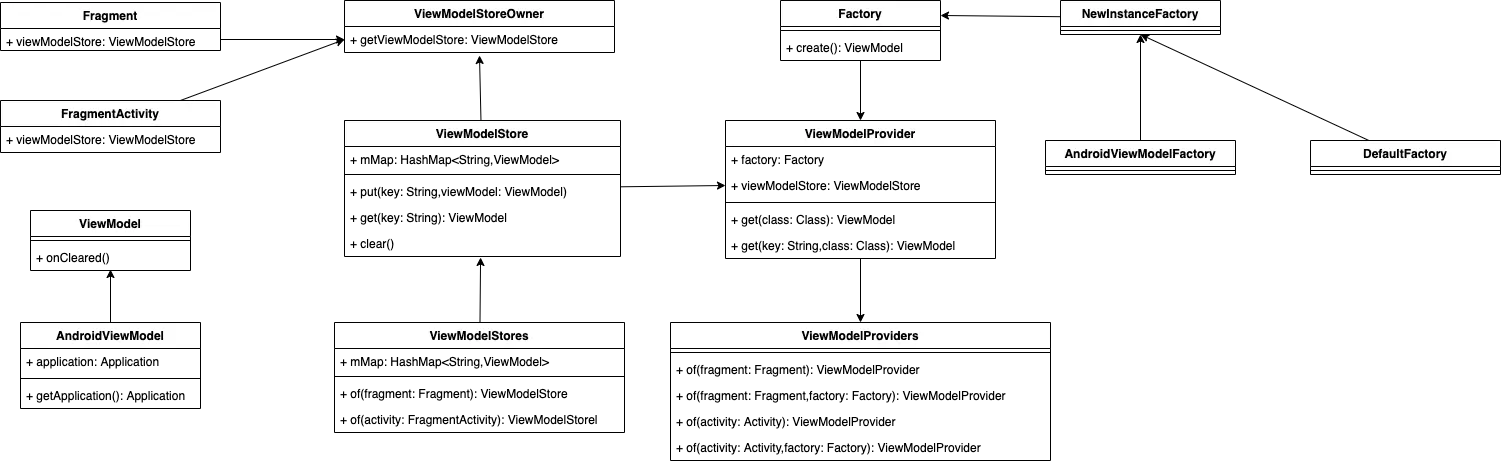 Fragment
+ viewModelStore: ViewModelStore
ViewModelStoreOwner
+ getViewModelStore: ViewModelStore
Factory
+ create(): ViewModel
NewInstanceFactory
FragmentActivity
+ viewModelStore: ViewModelStore
ViewModelStore
+ mMap: HashMap<String,ViewModel>
+ put(key: String,viewModel: ViewModel)
+ get(key: String): ViewModel
+ clear()
ViewModelProvider
+ factory: Factory
+ viewModelStore: ViewModelStore
+ get(class: Class): ViewModel
+ get(key: String,class: Class): ViewModel
AndroidViewModelFactory
DefaultFactory
ViewModel
+ onCleared()
AndroidViewModel
+ application: Application
+ getApplication(): Application
ViewModelStores
+ mMap: HashMap<String,ViewModel>
+ of(fragment: Fragment): ViewModelStore
+ of(activity: FragmentActivity): ViewModelStorel
ViewModelProviders
+ of(fragment: Fragment): ViewModelProvider
+ of(fragment: Fragment,factory: Factory): ViewModelProvider
+ of(activity: Activity): ViewModelProvider
+ of(activity: Activity,factory: Factory): ViewModelProvider